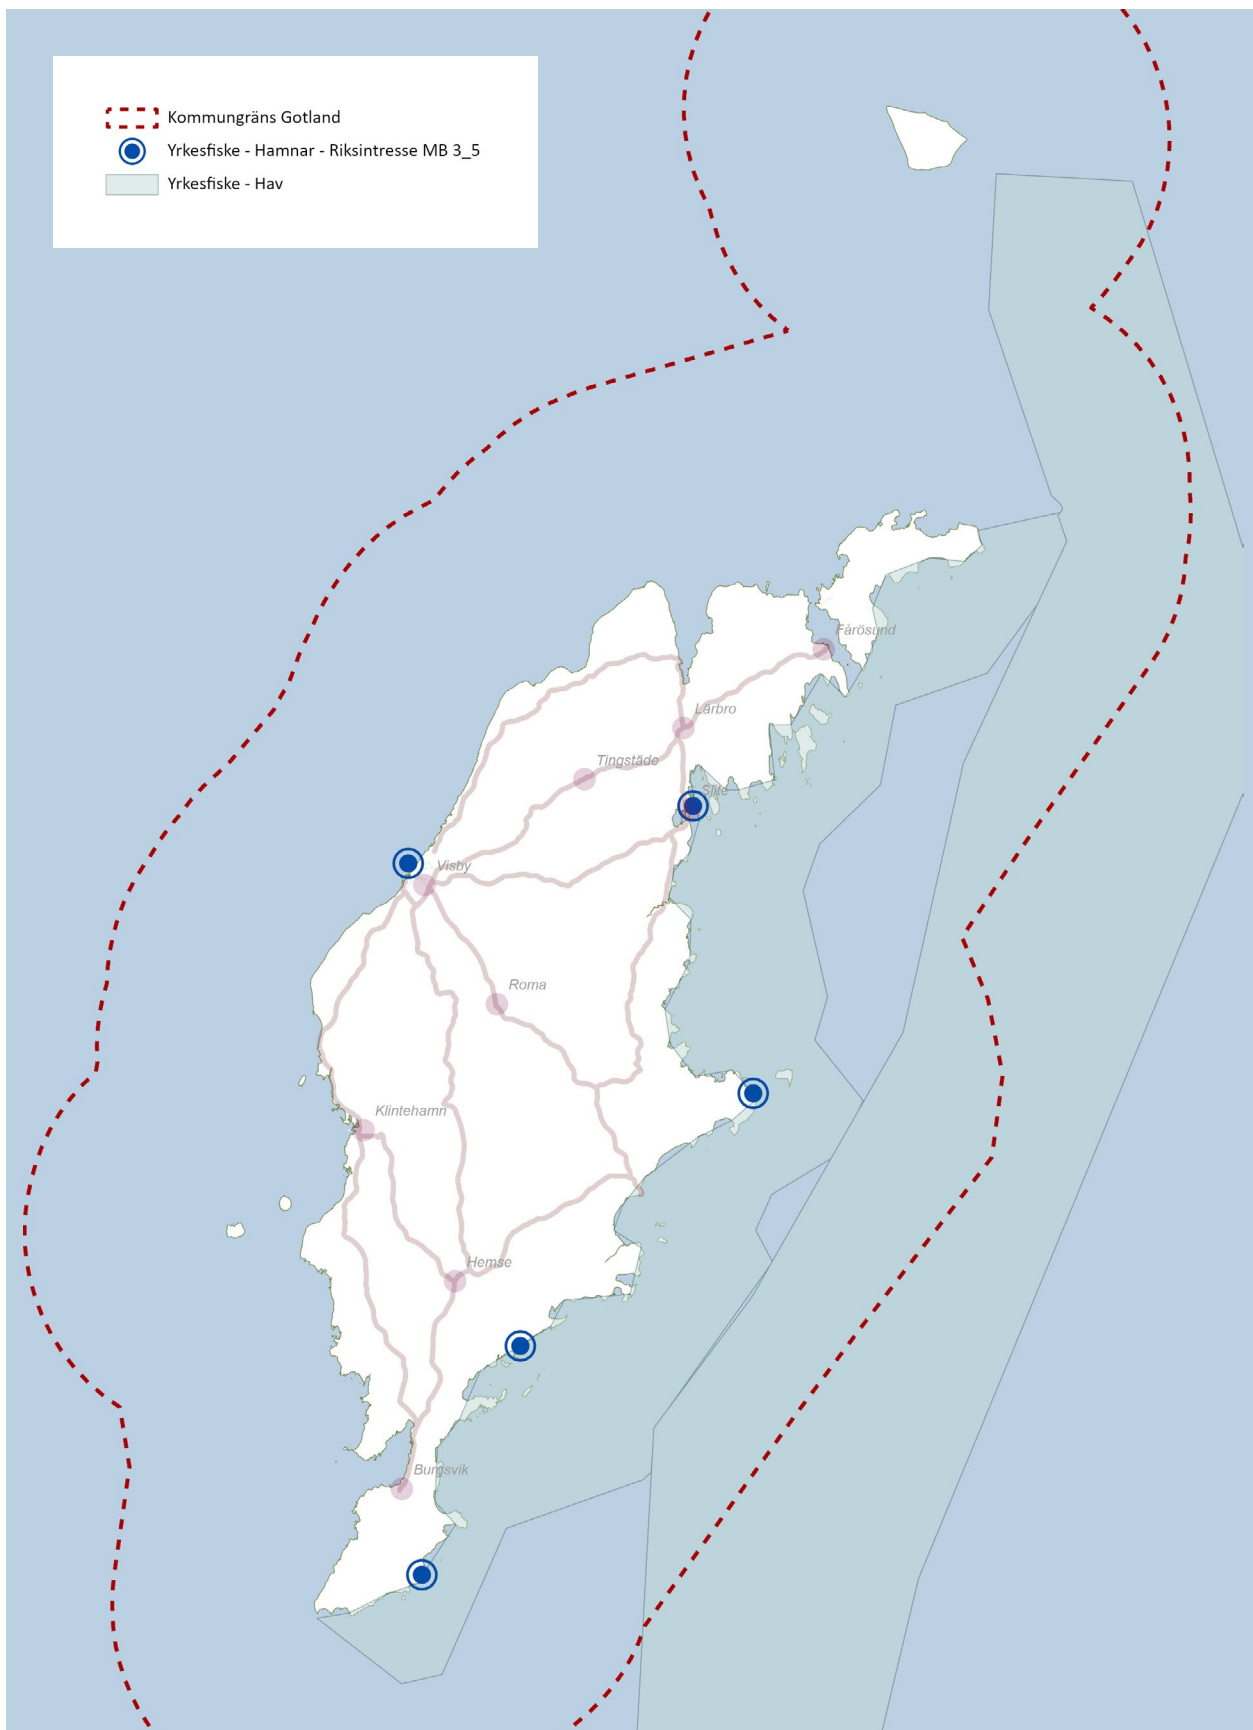 Kommungräns Gotland
Yrkesfiske - Hamnar - Riksintresse MB 3_5
Yrkesfiske - Hav
Fårösund
Lärbro
Tingstäde
Slite
Visby
Roma
Klintehamn
Hemse
Burgsvik